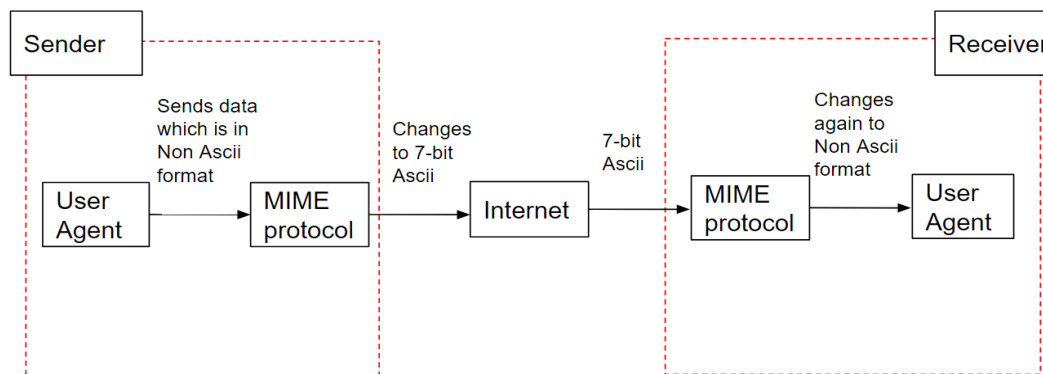 Sender
Receiver
Sends data
which is in
Non Ascii
format
Changes
to 7-bit
Ascii
7-bit
Ascii
Changes
again to
Non Ascii
format
User
Agent
MIME
protocol
Internet
MIME
protocol
User
Agent